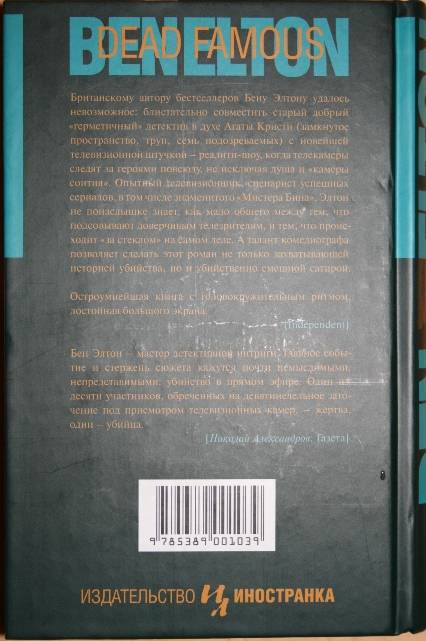 DEAD FAMOUS
BEN ELTON
Британскому автору бестселлеров Бену Элтону удалось
невозможное: блистательно совместить старый добрый
«герметичный» детектив в духе Агаты Кристи (замкнутое
пространство, труп, семь подозреваемых) с новейшей
телевизионной штучкой – реалити-шоу, когда телекамеры
следят за героями повсюду, не исключая душа и «камеры
соития». Опытный телевизионщик, сценарист успешных
сериалов, в том числе знаменитого «Мистера Бина», Элтон
не понаслышке знает, как мало общего между тем, что
подсовывают доверчивым телезрителям, и тем, что проис-
ходит «за стеклом» на самом деле. А талант комедиографа
позволяет сделать этот роман не только захватывающей
историей убийства, но и убийственно смешной сатирой.
Остроумнейшая книга с головокружительным ритмом,
достойная большого экрана.
[Independent]
Бен Элтон – мастер детективной интриги. Главное собы-
тие и стержень сюжета кажутся почти немыслимыми,
непредставимыми: убийство в прямом эфире. Один из
десяти участников, обреченных на девятинедельное зато-
чение под присмотром телевизионных камер, – жертва,
один – убийца.
[Николай Александров. Газета]
9 785389 001039
ИЗДАТЕЛЬСТВО ИЛ ИНОСТРАНКА